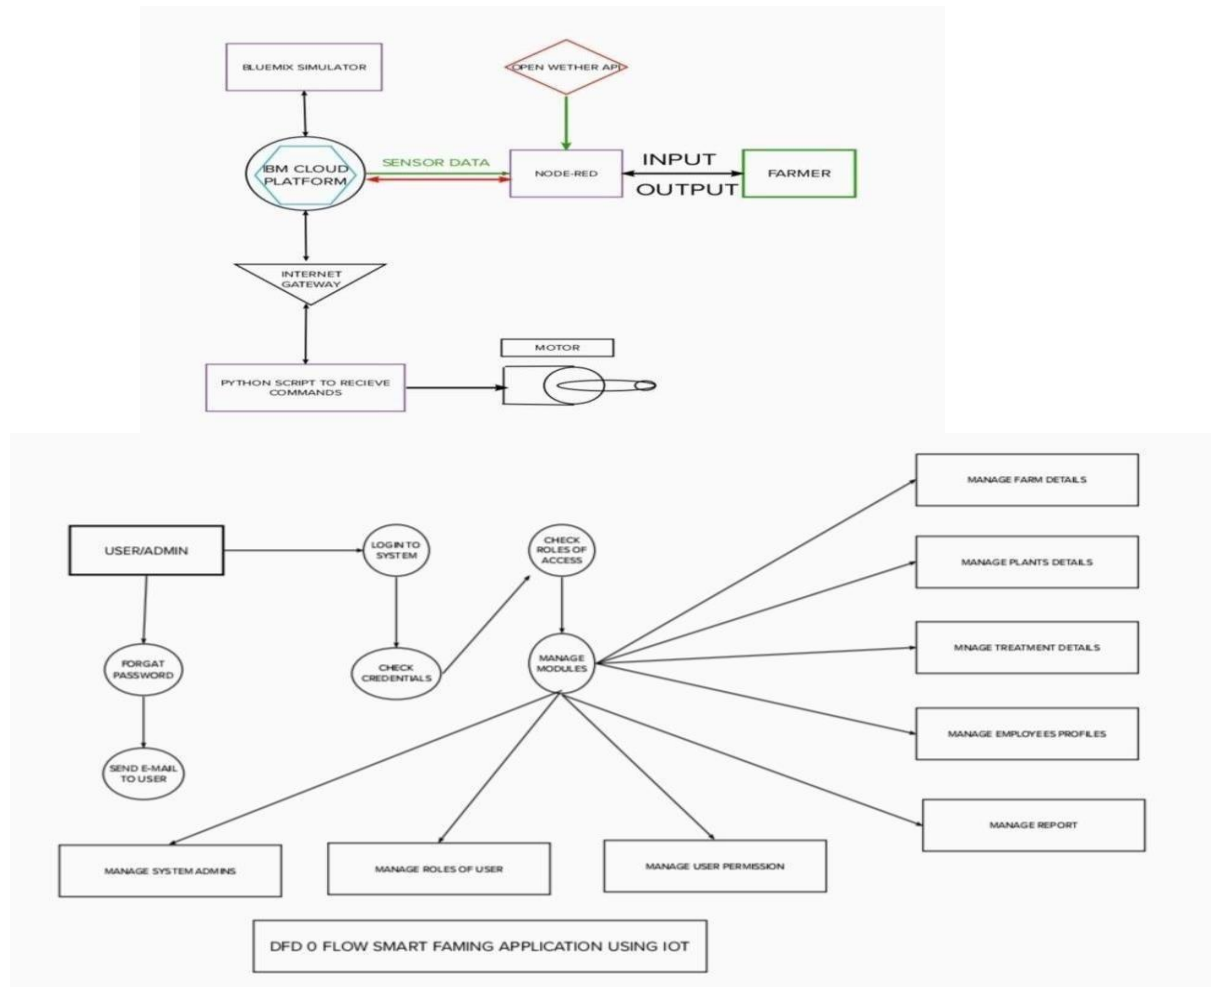 BLUEMIX SIMULATOR
OPEN WETHER API
IBM CLOUD
PLATFORM
SENSOR DATA
NODE-RED
INPUT
OUTPUT
FARMER
INTERNET
GATEWAY
MOTOR
PYTHON SCRIPT TO RECIEVE
COMMANDS
MANAGE FARM DETAILS
USER/ADMIN
LOGIN TO
SYSTEM
CHECK
ROLES OF
ACCESS
MANAGE PLANTS DETAILS
FORGAT
PASSWORD
CHECK
CREDENTIALS
MANAGE
MODULES
MNAGE TREATMENT DETAILS
MANAGE EMPLOYEES PROFILES
SEND E-MAIL
TO USER
MANAGE REPORT
MANAGE SYSTEM ADMINS
MANAGE ROLES OF USER
MANAGE USER PERMISSION
DFD 0 FLOW SMART FAMING APPLICATION USING IOT